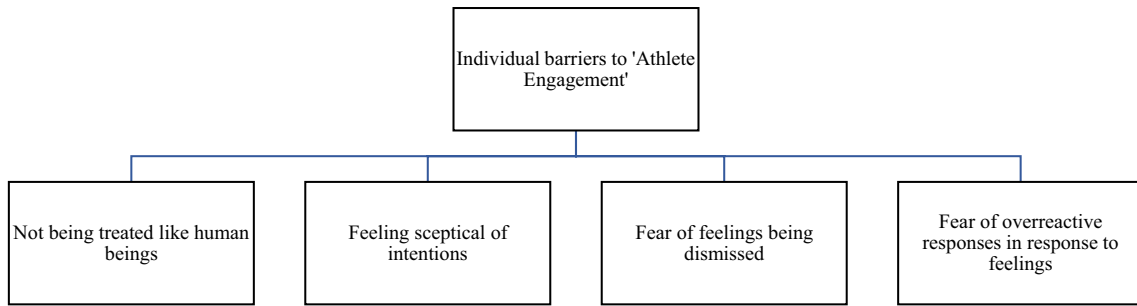 Individual barriers to 'Athlete
Engagement'
Not being treated like human
beings
Feeling sceptical of
intentions
Fear of feelings being
dismissed
Fear of overreactive
responses in response to
feelings